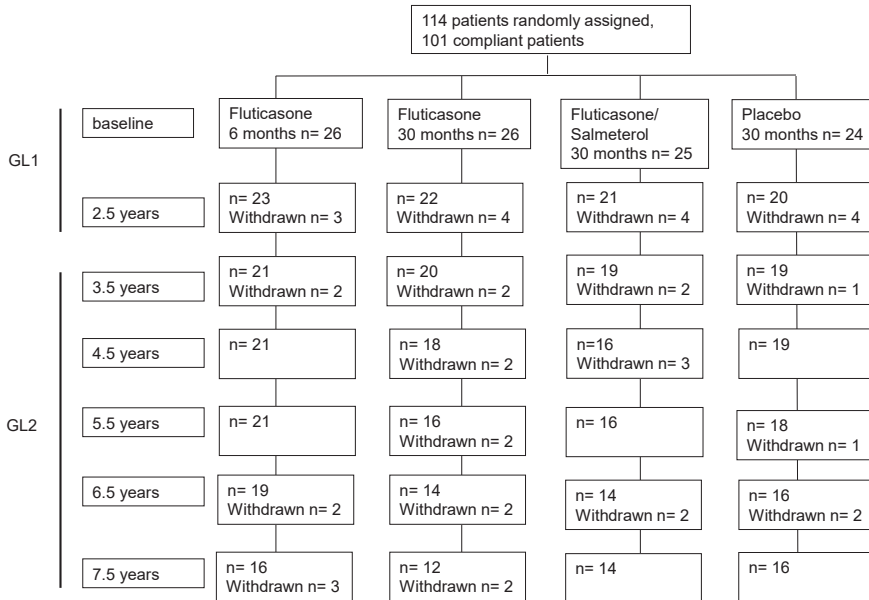 114 patients randomly assigned,
101 compliant patients
GL1
baseline
Fluticasone
6 months n= 26
Fluticasone
30 months n= 26
Fluticasone/
Salmeterol
30 months n= 25
Placebo
30 months n= 24
2.5 years
n= 23
Withdrawn n= 3
n= 22
Withdrawn n= 4
n= 21
Withdrawn n= 4
n= 20
Withdrawn n= 4
GL2
3.5 years
n= 21
Withdrawn n= 2
n= 20
Withdrawn n= 2
n= 19
Withdrawn n= 2
n= 19
Withdrawn n= 1
4.5 years
n= 21
n= 18
Withdrawn n= 2
n=16
Withdrawn n= 3
n= 19
5.5 years
n= 21
n= 16
Withdrawn n= 2
n= 16
n= 18
Withdrawn n= 1
6.5 years
n= 19
Withdrawn n= 2
n= 14
Withdrawn n= 2
n= 14
Withdrawn n= 2
n= 16
Withdrawn n= 2
7.5 years
n= 16
Withdrawn n= 3
n= 12
Withdrawn n= 2
n= 14
n= 16